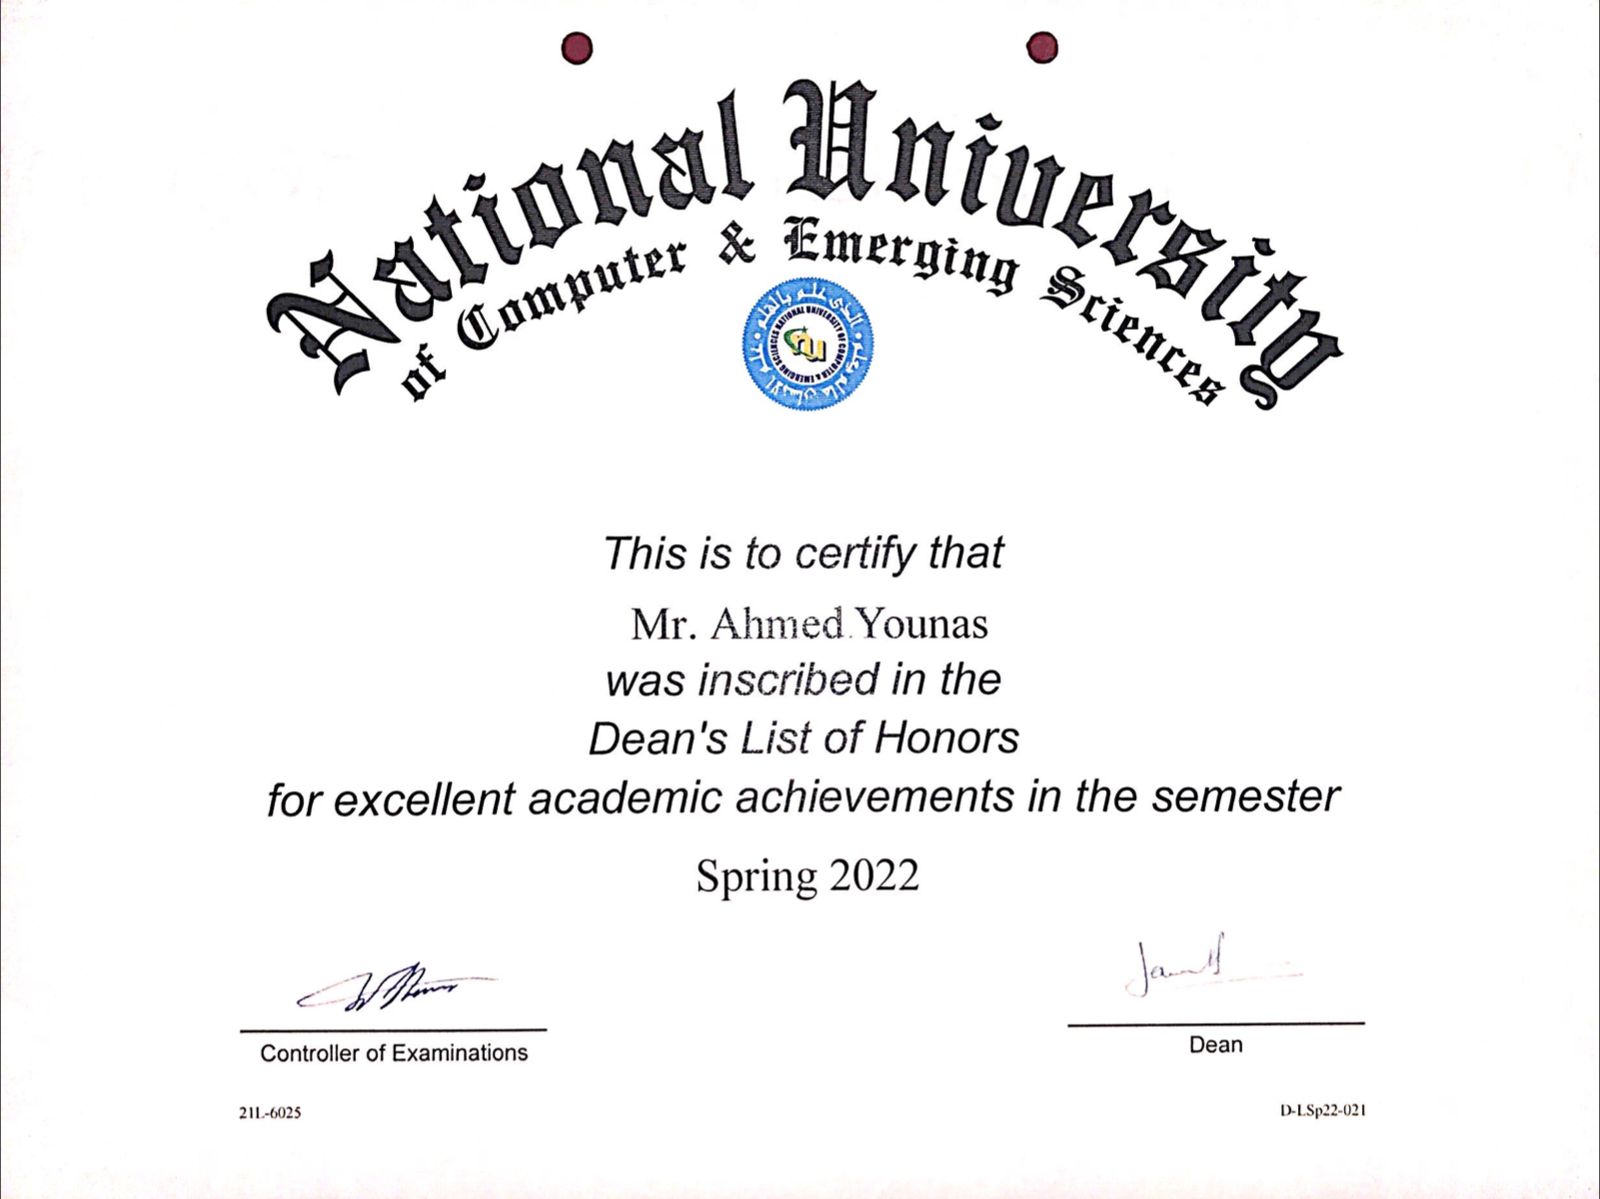 National University
of Computer & Emerging Sciences
NATIONAL UNIVERSITY OF COMPUTER & EMERGING SCIENCES
nu
This is to certify that
Mr. Ahmed Younas
was inscribed in the
Dean's List of Honors
for excellent academic achievements in the semester
Spring 2022
Controller of Examinations
Dean
21L-6025
D-LSp22-021